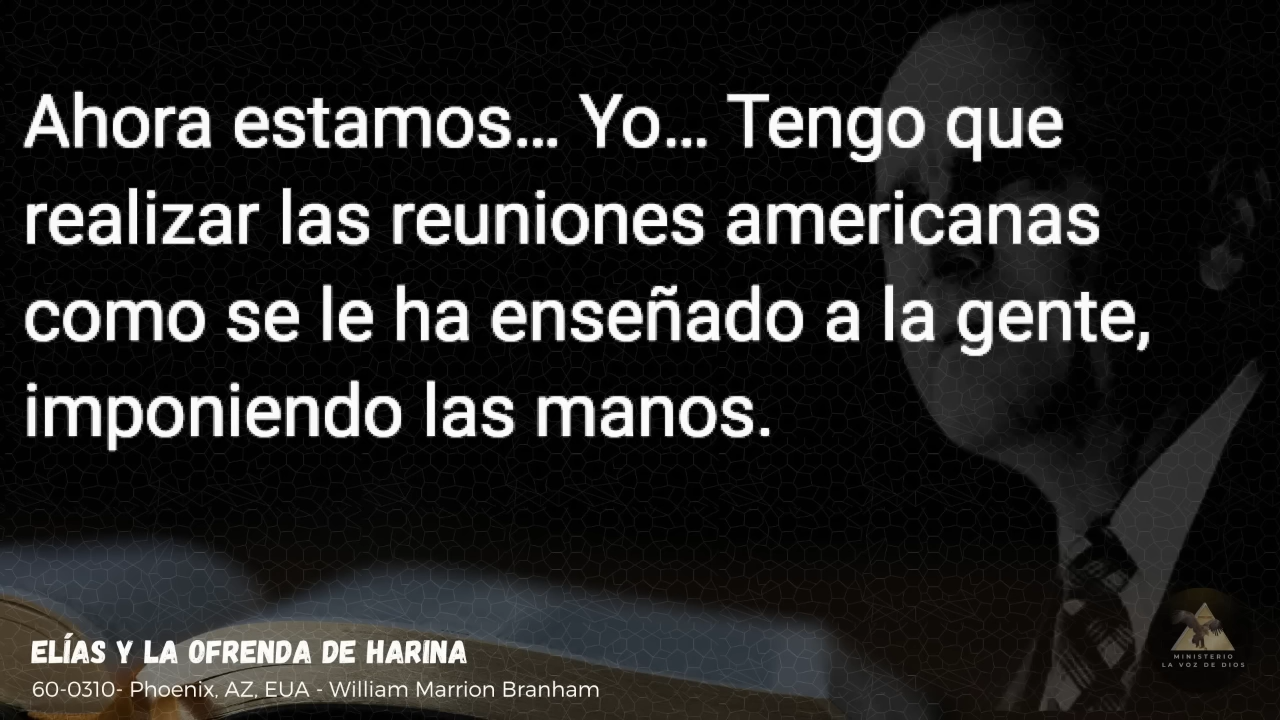 Ahora estamos... Yo... Tengo que
realizar las reuniones americanas
como se le ha enseñado a la gente,
imponiendo las manos.
ELÍAS Y LA OFRENDA DE HARINA
60-0310- Phoenix, AZ, EUA - William Marrion Branham
MINISTERIO
LA VOZ DE DIOS